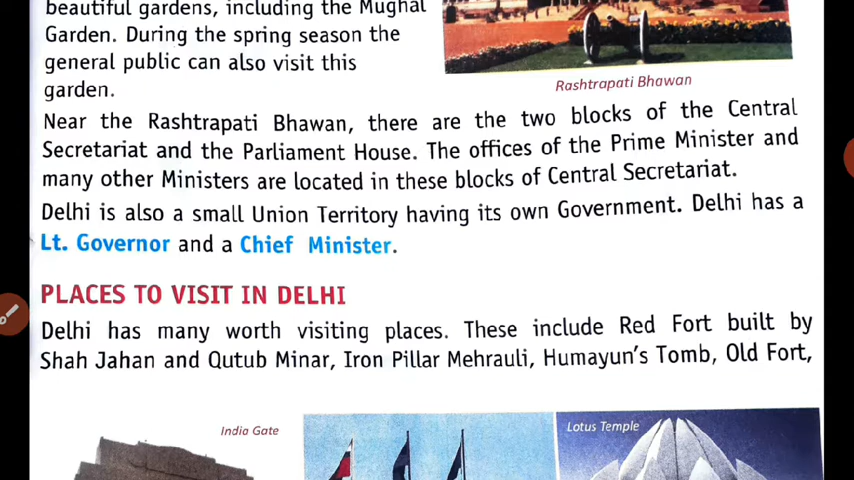 beautiful gardens, including the Mughal
Garden. During the spring season the
general public can also visit this
garden.
Rashtrapati Bhawan
Near the Rashtrapati Bhawan, there are the two blocks of the Central
Secretariat and the Parliament House. The offices of the Prime Minister and
many other Ministers are located in these blocks of Central Secretariat.
Delhi is also a small Union Territory having its own Government. Delhi has a
Lt. Governor and a Chief Minister.
PLACES TO VISIT IN DELHI
Delhi has many worth visiting places. These include Red Fort built by
Shah Jahan and Qutub Minar, Iron Pillar Mehrauli, Humayun's Tomb, Old Fort,
India Gate
Lotus Temple